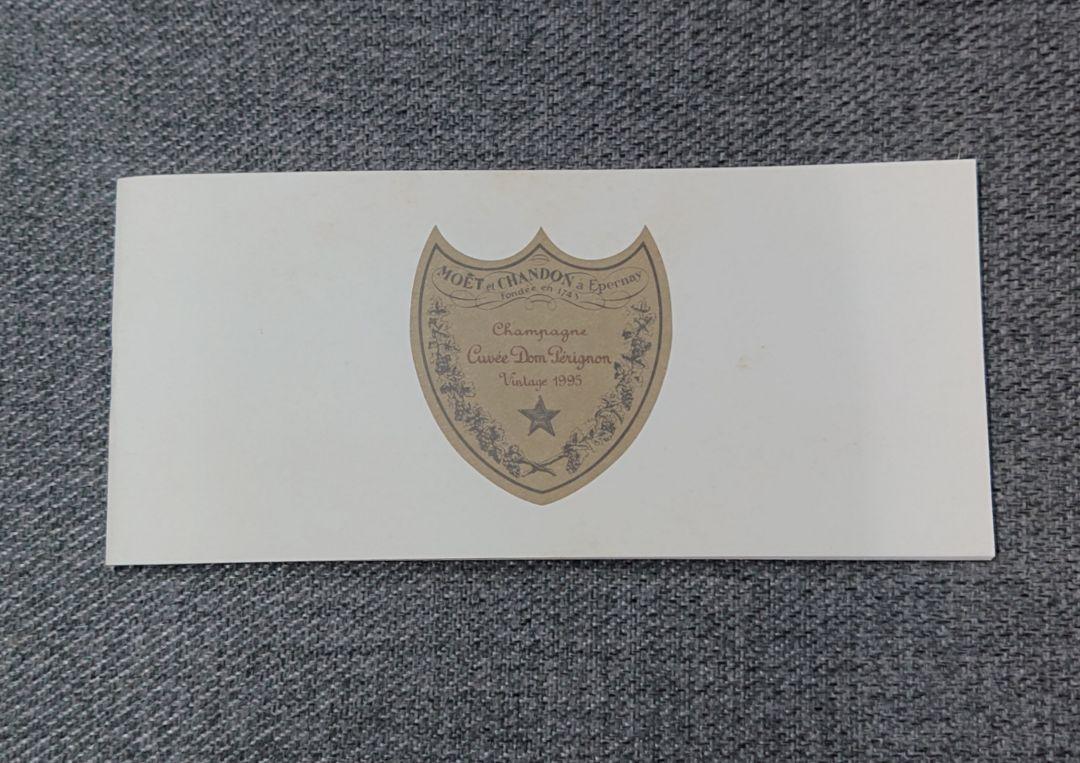 MOËT et CHANDON à Epernay
Fondée en 1743
Champagne
Cuvée Dom Pérignon
Vintage 1995